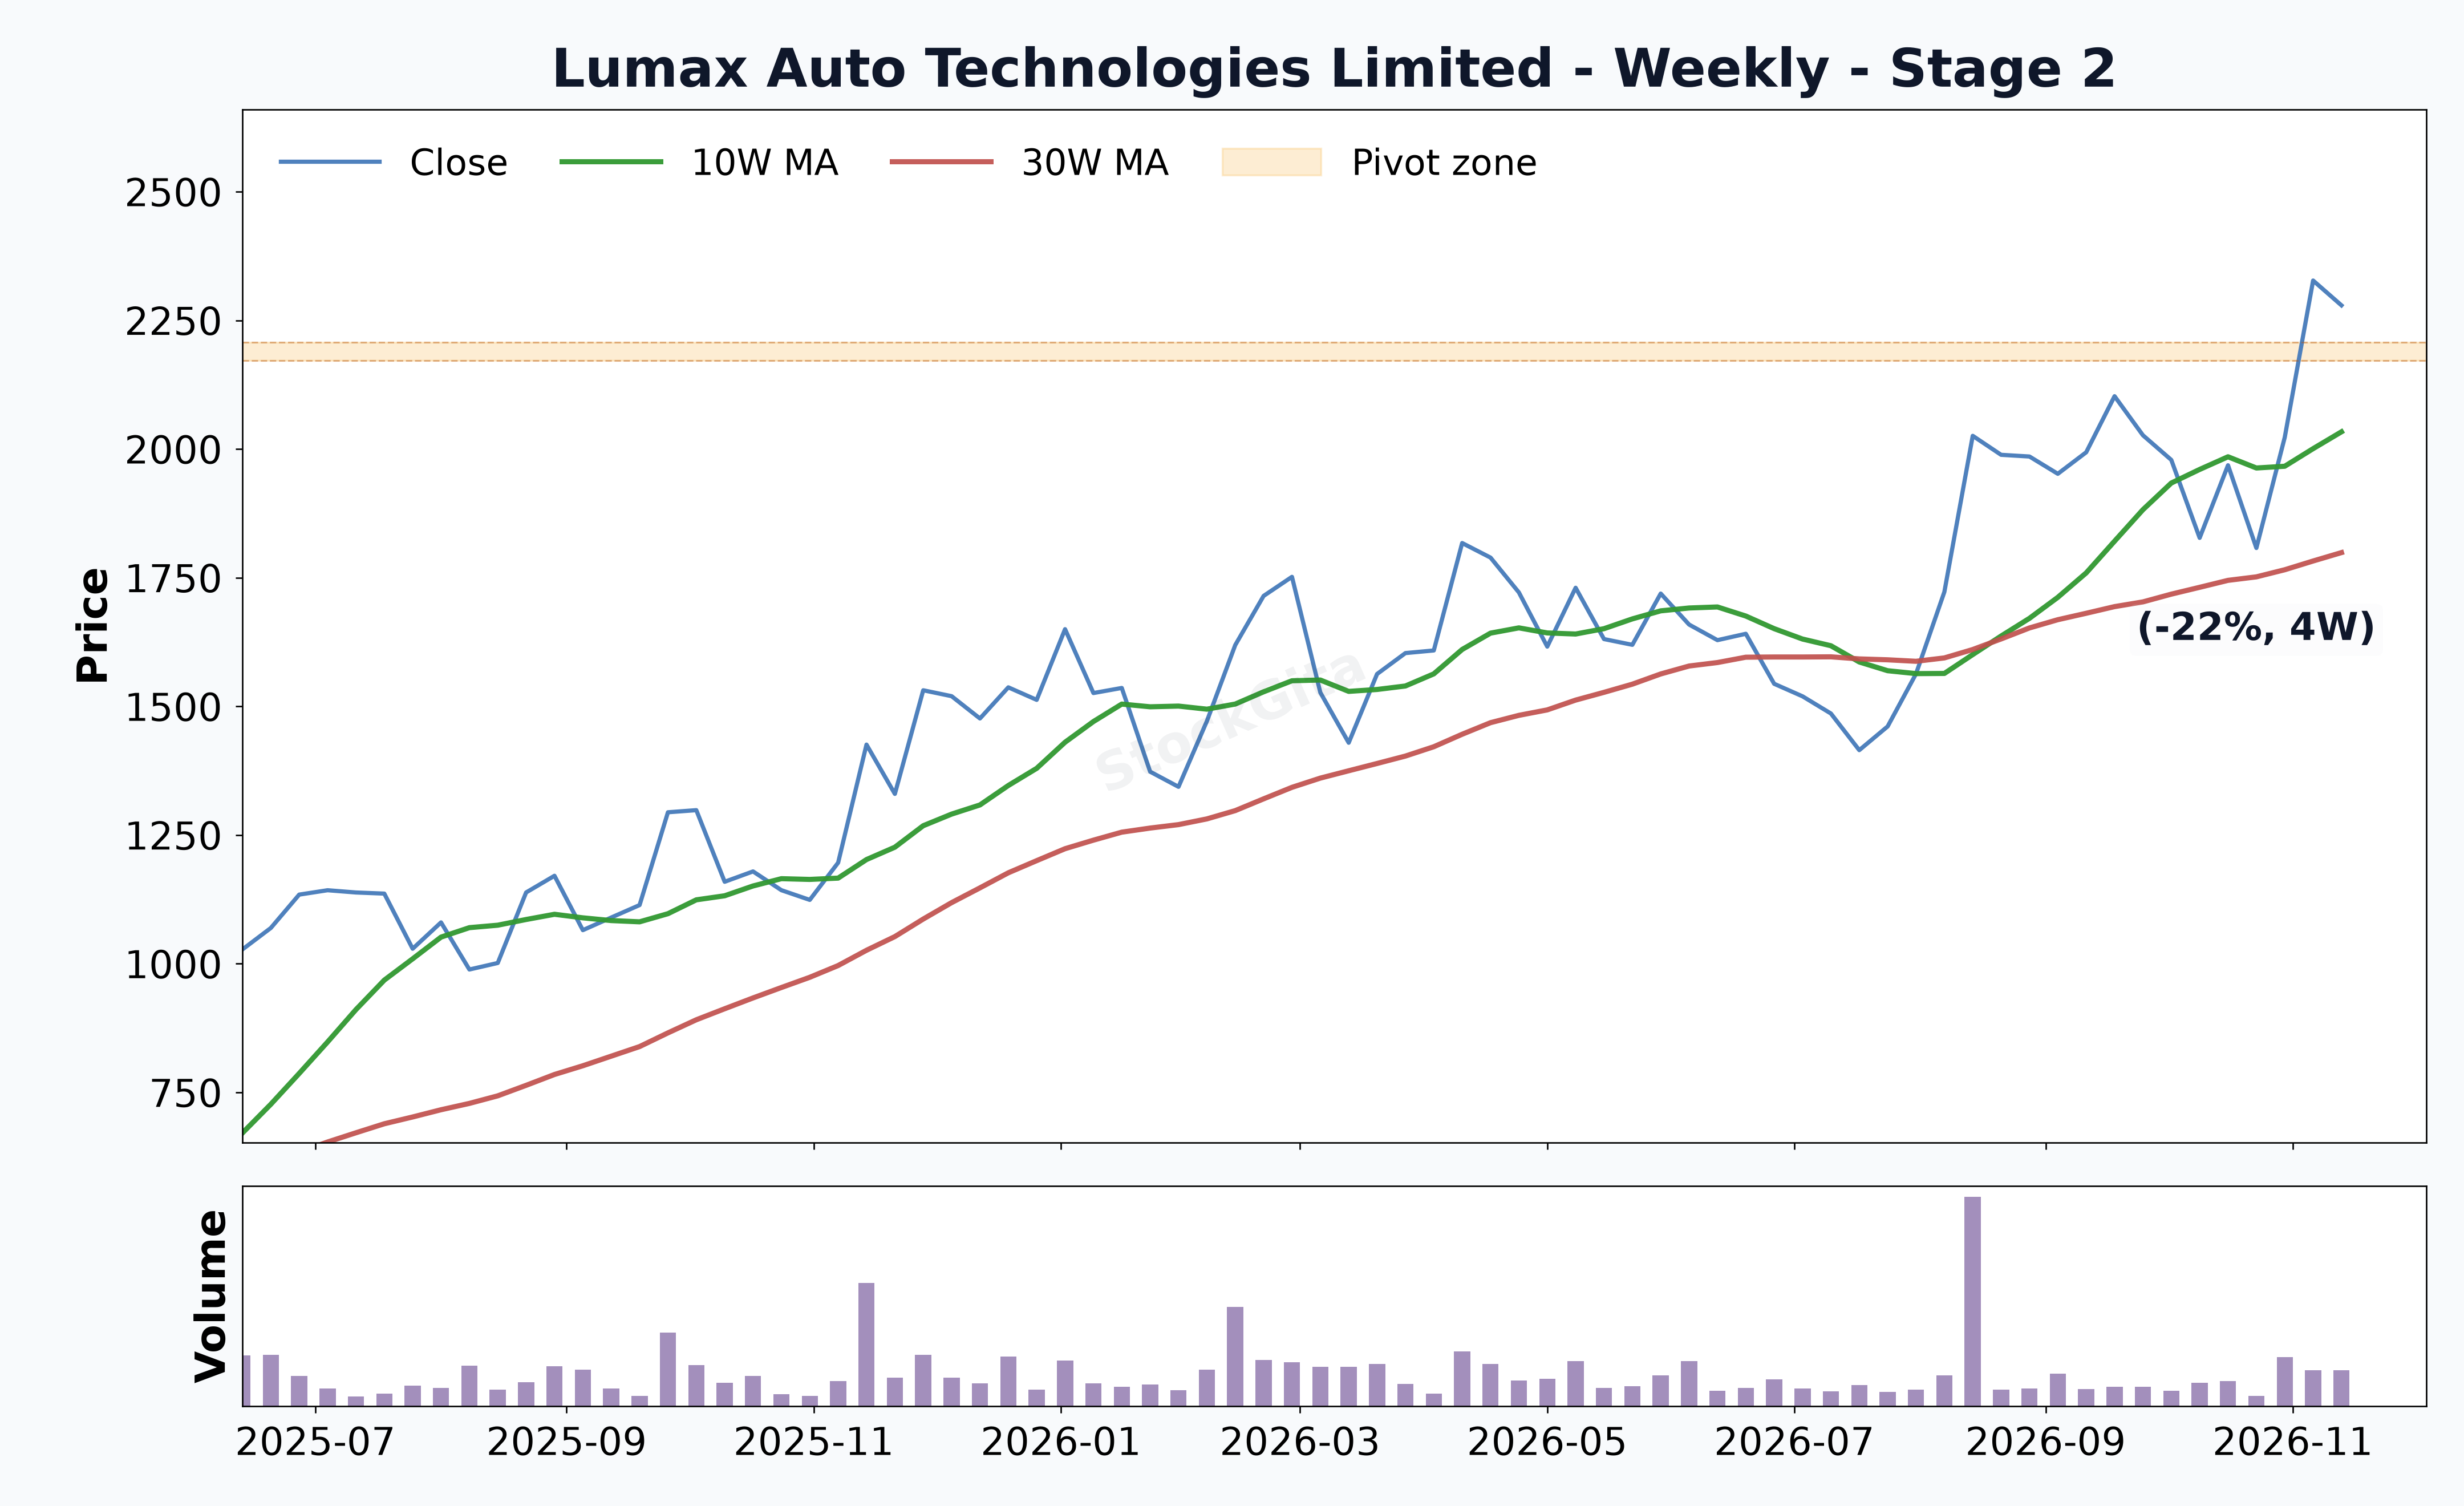 Lumax Auto Technologies Limited - Weekly - Stage 2
Close 10W MA 30W MA Pivot zone
2500
2250
2000
1750
1500
1250
1000
750
Price
(-22%, 4W)
StockGita
Volume
2025-07 2025-09 2025-11 2026-01 2026-03 2026-05 2026-07 2026-09 2026-11